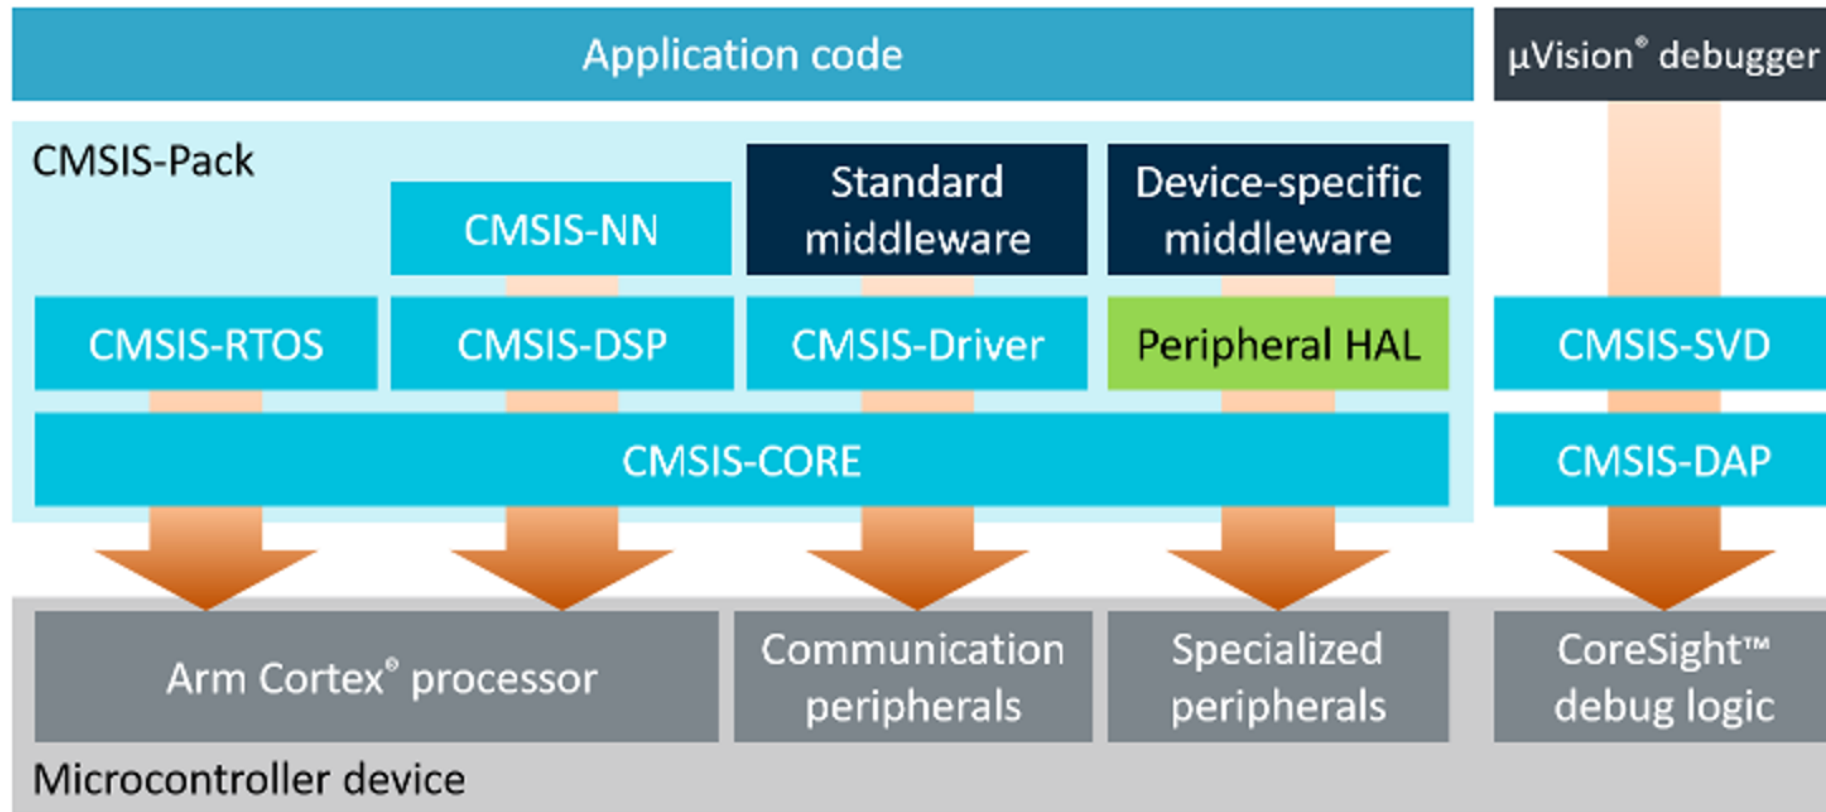 Application code
µVision® debugger
CMSIS-Pack
CMSIS-NN
Standard
middleware
Device-specific
middleware
CMSIS-RTOS
CMSIS-DSP
CMSIS-Driver
Peripheral HAL
CMSIS-SVD
CMSIS-CORE
CMSIS-DAP
Arm Cortex® processor
Communication
peripherals
Specialized
peripherals
CoreSight™
debug logic
Microcontroller device